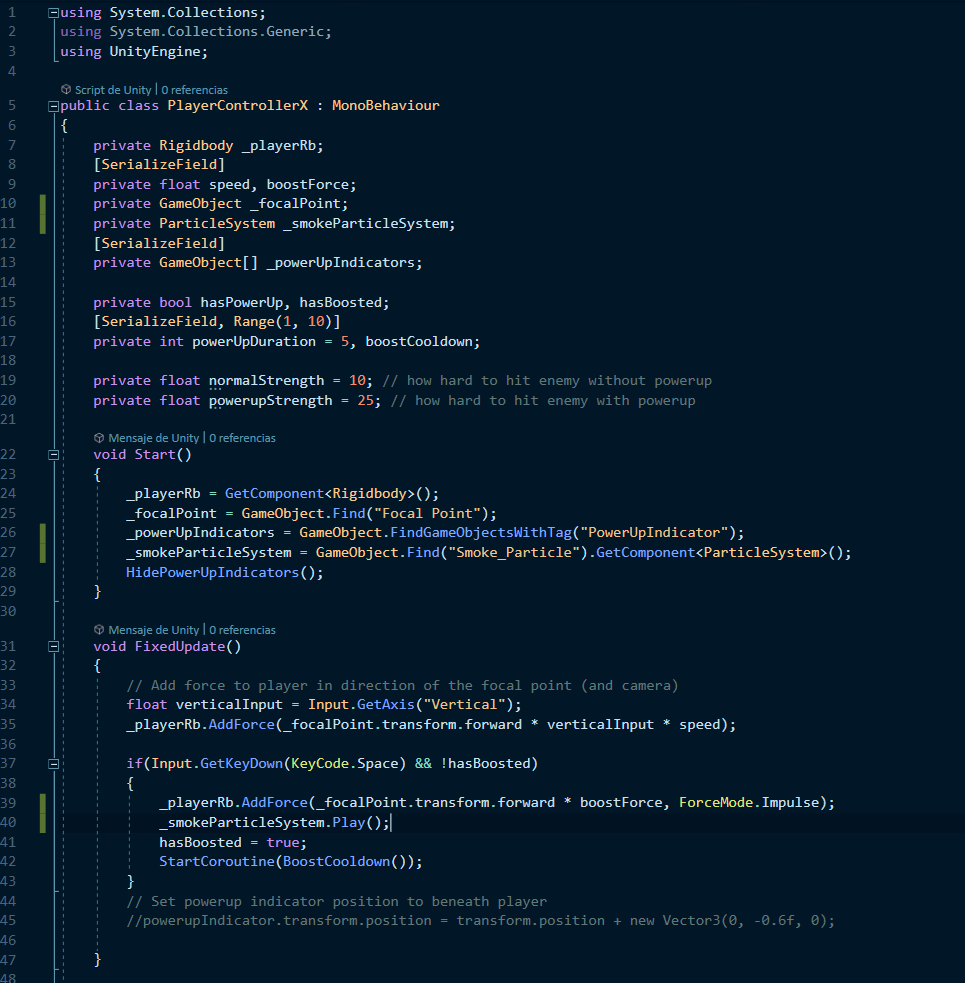 1 using System.Collections;
2 using System.Collections.Generic;
3 using UnityEngine;
4
Script de Unity | 0 referencias
5 public class PlayerControllerX : MonoBehaviour
6 {
7 private Rigidbody _playerRb;
8 [SerializeField]
9 private float speed, boostForce;
10 private GameObject _focalPoint;
11 private ParticleSystem _smokeParticleSystem;
12 [SerializeField]
13 private GameObject[] _powerUpIndicators;
14
15 private bool hasPowerUp, hasBoosted;
16 [SerializeField, Range(1, 10)]
17 private int powerUpDuration = 5, boostCooldown;
18
19 private float normalStrength = 10; // how hard to hit enemy without powerup
20 private float powerupStrength = 25; // how hard to hit enemy with powerup
21
Mensaje de Unity | 0 referencias
22 void Start()
23 {
24 _playerRb = GetComponent<Rigidbody>();
25 _focalPoint = GameObject.Find("Focal Point");
26 _powerUpIndicators = GameObject.FindGameObjectsWithTag("PowerUpIndicator");
27 _smokeParticleSystem = GameObject.Find("Smoke_Particle").GetComponent<ParticleSystem>();
28 HidePowerUpIndicators();
29 }
30
Mensaje de Unity | 0 referencias
31 void FixedUpdate()
32 {
33 // Add force to player in direction of the focal point (and camera)
34 float verticalInput = Input.GetAxis("Vertical");
35 _playerRb.AddForce(_focalPoint.transform.forward * verticalInput * speed);
36
37 if(Input.GetKeyDown(KeyCode.Space) && !hasBoosted)
38 {
39 _playerRb.AddForce(_focalPoint.transform.forward * boostForce, ForceMode.Impulse);
40 _smokeParticleSystem.Play();
41 hasBoosted = true;
42 StartCoroutine(BoostCooldown());
43 }
44 // Set powerup indicator position to beneath player
45 //powerupIndicator.transform.position = transform.position + new Vector3(0, -0.6f, 0);
46
47 }
48